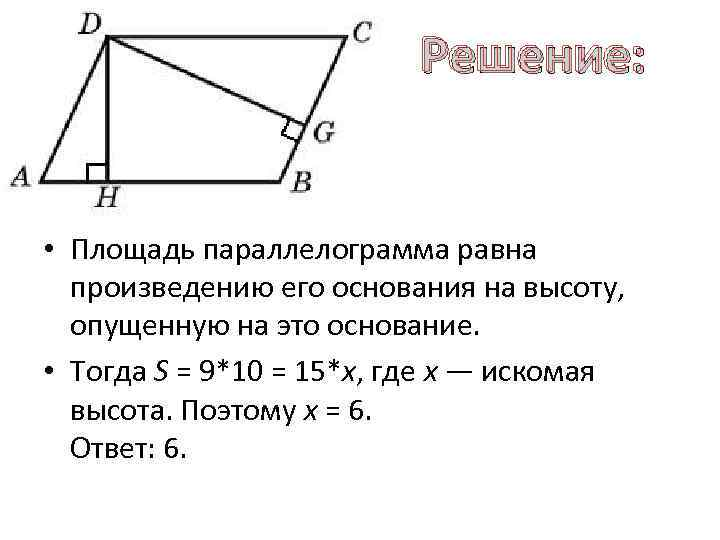 D
C
Решение:
G
A
H
B
• Площадь параллелограмма равна
произведению его основания на высоту,
опущенную на это основание.
• Тогда S = 9*10 = 15*x, где x — искомая
высота. Поэтому x = 6.
Ответ: 6.